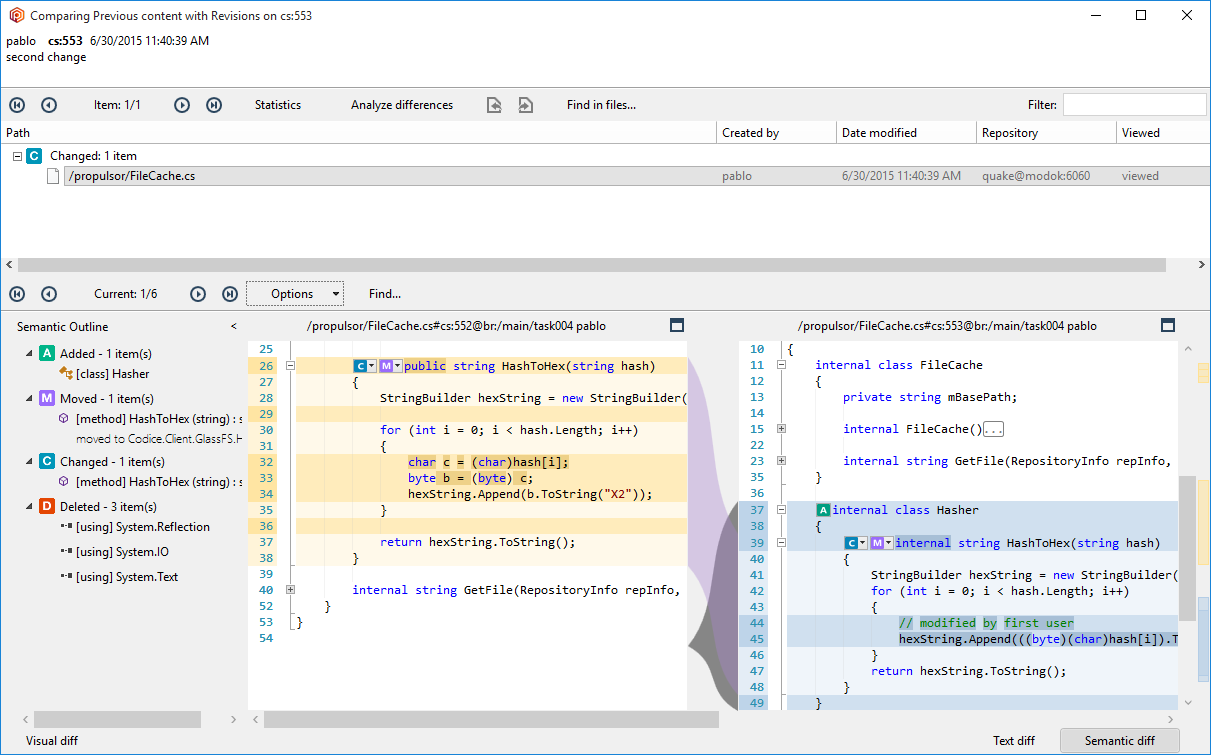 Comparing Previous content with Revisions on cs:553
pablo cs:553 6/30/2015 11:40:39 AM
second change
Item: 1/1 Statistics Analyze differences Find in files... Filter:
Path Created by Date modified Repository Viewed
C Changed: 1 item
/propulsor/FileCache.cs pablo 6/30/2015 11:40:39 AM quake@modok:6060 viewed
Current: 1/6 Options Find...
Semantic Outline <
A Added - 1 item(s)
[class] Hasher
M Moved - 1 item(s)
[method] HashToHex (string) : s
moved to Codice.Client.GlassFS.H
C Changed - 1 item(s)
[method] HashToHex (string) : s
D Deleted - 3 item(s)
[using] System.Reflection
[using] System.IO
[using] System.Text
/propulsor/FileCache.cs#cs:552@br:/main/task004 pablo
25
26 C M public string HashToHex(string hash)
27 {
28 StringBuilder hexString = new StringBuilder(
29
30 for (int i = 0; i < hash.Length; i++)
31 {
32 char c = (char)hash[i];
33 byte b = (byte) c;
34 hexString.Append(b.ToString("X2"));
35 }
36
37 return hexString.ToString();
38 }
39
40 internal string GetFile(RepositoryInfo repInfo,
52 }
53 }
54
/propulsor/FileCache.cs#cs:553@br:/main/task004 pablo
10 {
11 internal class FileCache
12 {
13 private string mBasePath;
14
15 internal FileCache()...
22
23 internal string GetFile(RepositoryInfo repInfo,
35 }
36
37 A internal class Hasher
38 {
39 C M internal string HashToHex(string hash)
40 {
41 StringBuilder hexString = new StringBuilder(
42 for (int i = 0; i < hash.Length; i++)
43 {
44 // modified by first user
45 hexString.Append(((byte)(char)hash[i]).T
46 }
47 return hexString.ToString();
48 }
49 }
Visual diff Text diff Semantic diff